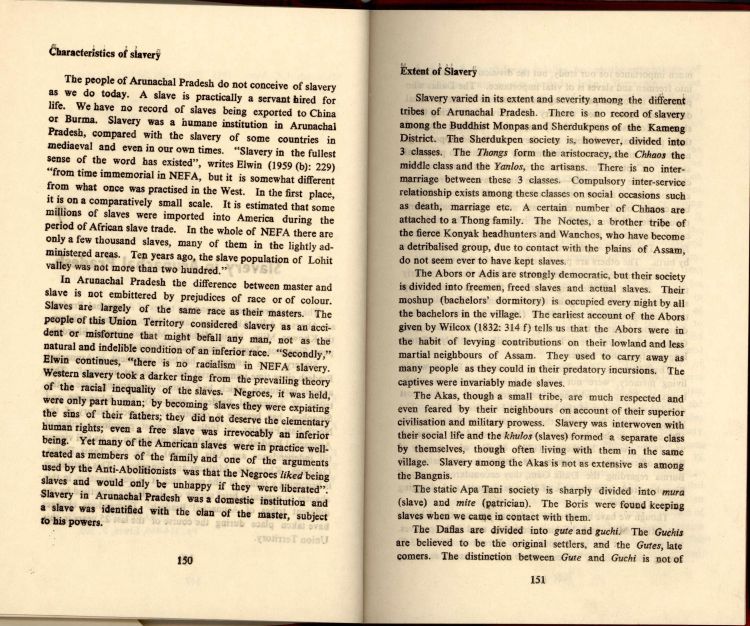 Characteristics of slavery
The people of Arunachal Pradesh do not conceive of slavery
as we do today. A slave is practically a servant hired for
life. We have no record of slaves being exported to China
or Burma. Slavery was a humane institution in Arunachal
Pradesh, compared with the slavery of some countries in
mediaeval and even in our own times. "Slavery in the fullest
sense of the word has existed", writes Elwin (1959 (b): 229)
"from time immemorial in NEFA, but it is somewhat different
from what once was practised in the West. In the first place,
it is on a comparatively small scale. It is estimated that some
millions of slaves were imported into America during the
period of African slave trade. In the whole of NEFA there are
only a few thousand slaves, many of them in the lightly ad-
ministered areas. Ten years ago, the slave population of Lohit
valley was not more than two hundred."
In Arunachal Pradesh the difference between master and
slave is not embittered by prejudices of race or of colour.
Slaves are largely of the same race as their masters. The
people of this Union Territory considered slavery as an acci-
dent or misfortune that might befall any man, not as the
natural and indelible condition of an inferior race. "Secondly,"
Elwin continues, "there is no racialism in NEFA slavery.
Western slavery took a darker tinge from the prevailing theory
of the racial inequality of the slaves. Negroes, it was held,
were only part human; by becoming slaves they were expiating
the sins of their fathers; they did not deserve the elementary
human rights; even a free slave was irrevocably an inferior
being. Yet many of the American slaves were in practice well-
treated as members of the family and one of the arguments
used by the Anti-Abolitionists was that the Negroes liked being
slaves and would only be unhappy if they were liberated".
Slavery in Arunachal Pradesh was a domestic institution and
a slave was identified with the clan of the master, subject
to his powers.
150
Extent of Slavery
Slavery varied in its extent and severity among the different
tribes of Arunachal Pradesh. There is no record of slavery
among the Buddhist Monpas and Sherdukpens of the Kameng
District. The Sherdukpen society is, however, divided into
3 classes. The Thongs form the aristocracy, the Chhaos the
middle class and the Yanlos, the artisans. There is no inter-
marriage between these 3 classes. Compulsory inter-service
relationship exists among these classes on social occasions such
as death, marriage etc. A certain number of Chhaos are
attached to a Thong family. The Noctes, a brother tribe of
the fierce Konyak headhunters and Wanchos, who have become
a detribalised group, due to contact with the plains of Assam,
do not seem ever to have kept slaves.
The Abors or Adis are strongly democratic, but their society
is divided into freemen, freed slaves and actual slaves. Their
moshup (bachelors' dormitory) is occupied every night by all
the bachelors in the village. The earliest account of the Abors
given by Wilcox (1832: 314 f) tells us that the Abors were in
the habit of levying contributions on their lowland and less
martial neighbours of Assam. They used to carry away as
many people as they could in their predatory incursions. The
captives were invariably made slaves.
The Akas, though a small tribe, are much respected and
even feared by their neighbours on account of their superior
civilisation and military prowess. Slavery was interwoven with
their social life and the khulos (slaves) formed a separate class
by themselves, though often living with them in the same
village. Slavery among the Akas is not as extensive as among
the Bangnis.
The static Apa Tani society is sharply divided into mura
(slave) and mite (patrician). The Boris were found keeping
slaves when we came in contact with them.
The Daflas are divided into gute and guchi. The Guchis
are believed to be the original settlers, and the Gutes, late
comers. The distinction between Gute and Guchi is not of
151